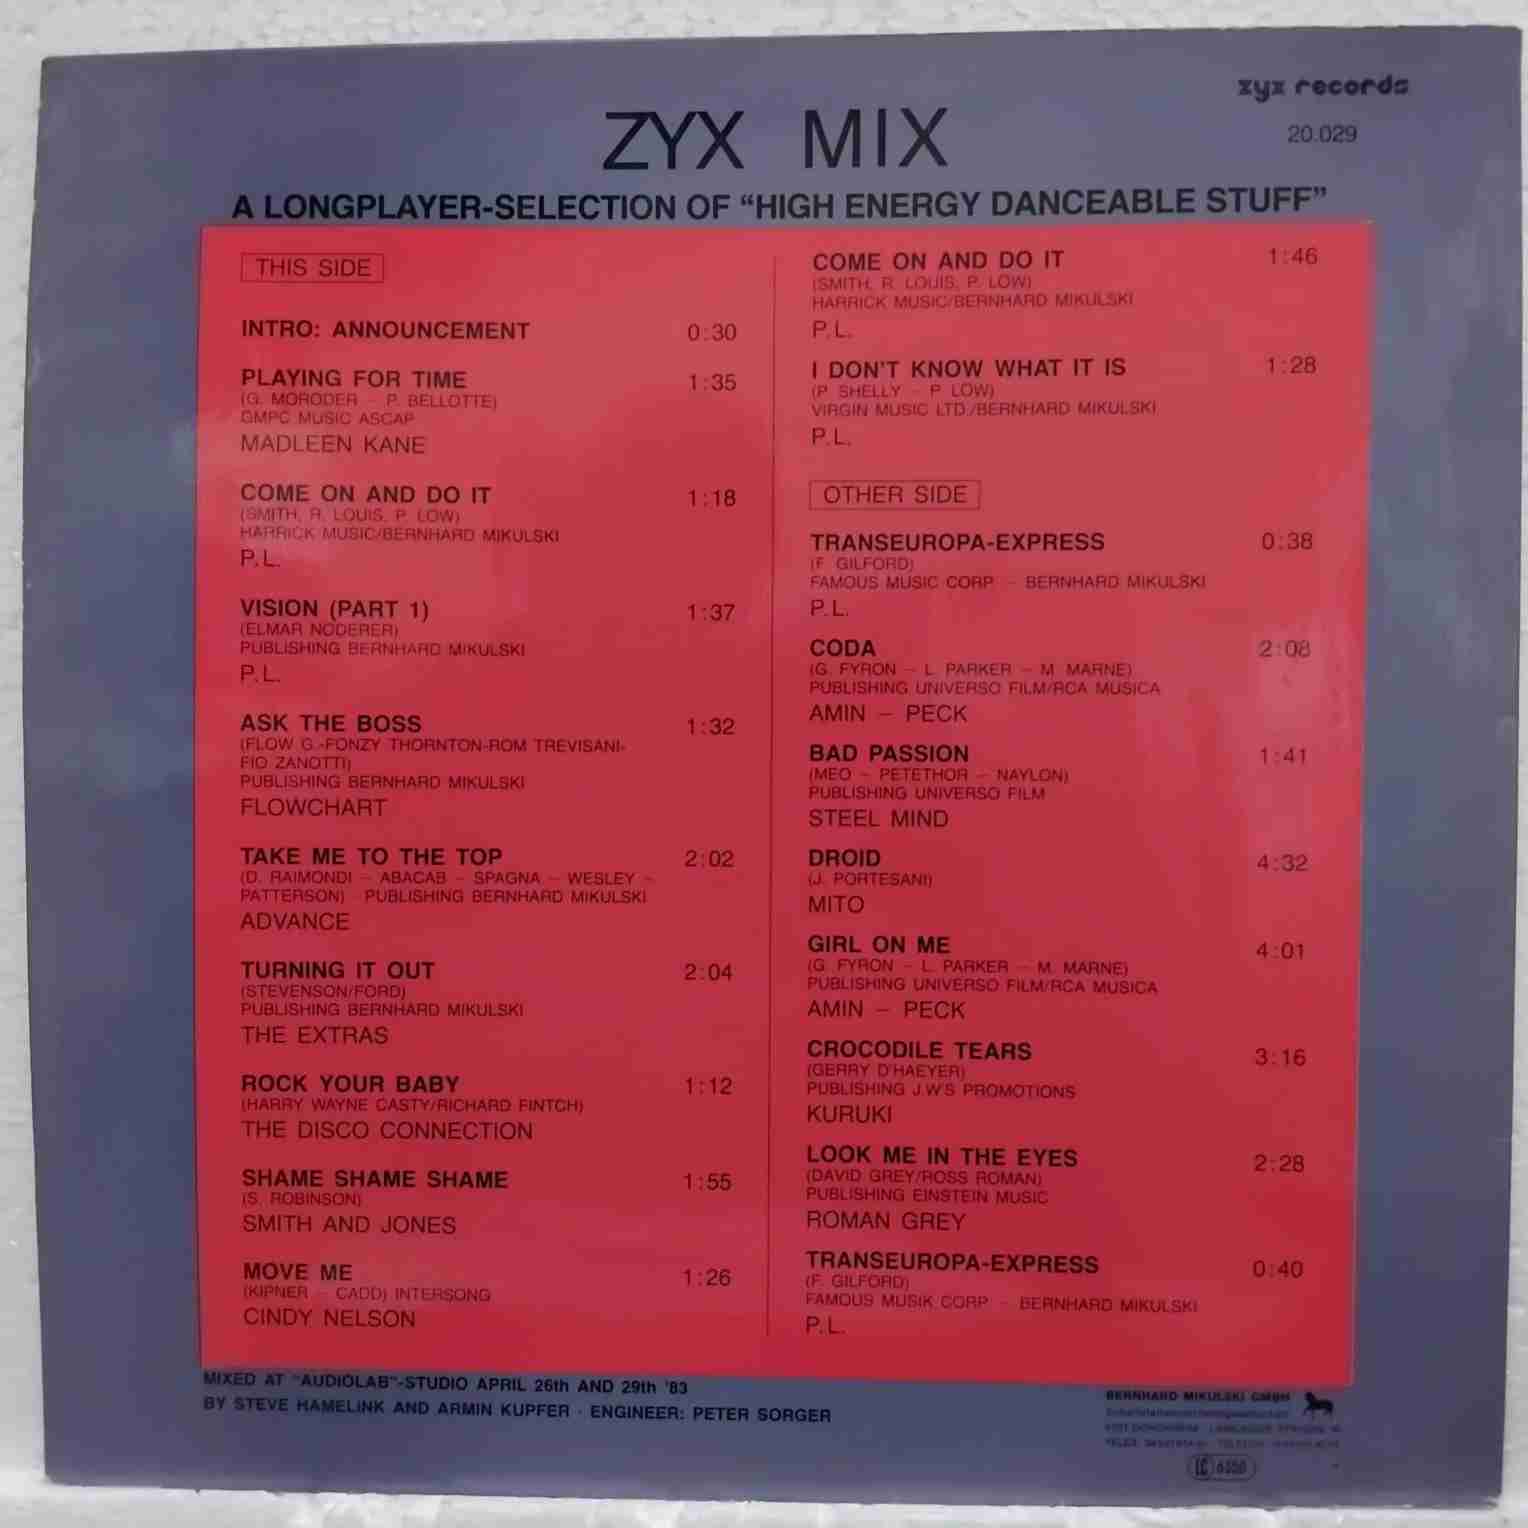 zyx records
20.029
ZYX MIX
A LONGPLAYER-SELECTION OF “HIGH ENERGY DANCEABLE STUFF”
THIS SIDE
INTRO: ANNOUNCEMENT 0:30
PLAYING FOR TIME 1:35
(G. MORODER – P. BELLOTTE)
GMPC MUSIC ASCAP
MADLEEN KANE
COME ON AND DO IT 1:18
(SMITH, R. LOUIS, P. LOW)
HARRICK MUSIC/BERNHARD MIKULSKI
P.L.
VISION (PART 1) 1:37
(ELMAR NODERER)
PUBLISHING BERNHARD MIKULSKI
P.L.
ASK THE BOSS 1:32
(FLOW G.-FONZY THORNTON-ROM TREVISANI-
FIO ZANOTTI)
PUBLISHING BERNHARD MIKULSKI
FLOWCHART
TAKE ME TO THE TOP 2:02
(D. RAIMONDI – ABACAB – SPAGNA – WESLEY –
PATTERSON) PUBLISHING BERNHARD MIKULSKI
ADVANCE
TURNING IT OUT 2:04
(STEVENSON/FORD)
PUBLISHING BERNHARD MIKULSKI
THE EXTRAS
ROCK YOUR BABY 1:12
(HARRY WAYNE CASTY/RICHARD FINTCH)
THE DISCO CONNECTION
SHAME SHAME SHAME 1:55
(S. ROBINSON)
SMITH AND JONES
MOVE ME 1:26
(KIPNER – CADD) INTERSONG
CINDY NELSON
COME ON AND DO IT 1:46
(SMITH, R. LOUIS, P. LOW)
HARRICK MUSIC/BERNHARD MIKULSKI
P.L.
I DON'T KNOW WHAT IT IS 1:28
(P. SHELLY – P. LOW)
VIRGIN MUSIC LTD./BERNHARD MIKULSKI
P.L.
OTHER SIDE
TRANSEUROPA-EXPRESS 0:38
(F. GILFORD)
FAMOUS MUSIC CORP. – BERNHARD MIKULSKI
P.L.
CODA 2:08
(G. FYRON – L. PARKER – M. MARNE)
PUBLISHING UNIVERSO FILM/RCA MUSICA
AMIN – PECK
BAD PASSION 1:41
(MEO – PETETHOR – NAYLON)
PUBLISHING UNIVERSO FILM
STEEL MIND
DROID 4:32
(J. PORTESANI)
MITO
GIRL ON ME 4:01
(G. FYRON – L. PARKER – M. MARNE)
PUBLISHING UNIVERSO FILM/RCA MUSICA
AMIN – PECK
CROCODILE TEARS 3:16
(GERRY D'HAEYER)
PUBLISHING J.W'S PROMOTIONS
KURUKI
LOOK ME IN THE EYES 2:28
(DAVID GREY/ROSS ROMAN)
PUBLISHING EINSTEIN MUSIC
ROMAN GREY
TRANSEUROPA-EXPRESS 0:40
(F. GILFORD)
FAMOUS MUSIK CORP. – BERNHARD MIKULSKI
P.L.
MIXED AT “AUDIOLAB”-STUDIO APRIL 26th AND 29th '83
BY STEVE HAMELINK AND ARMIN KUPFER · ENGINEER: PETER SORGER
BERNHARD MIKULSKI GMBH
LC